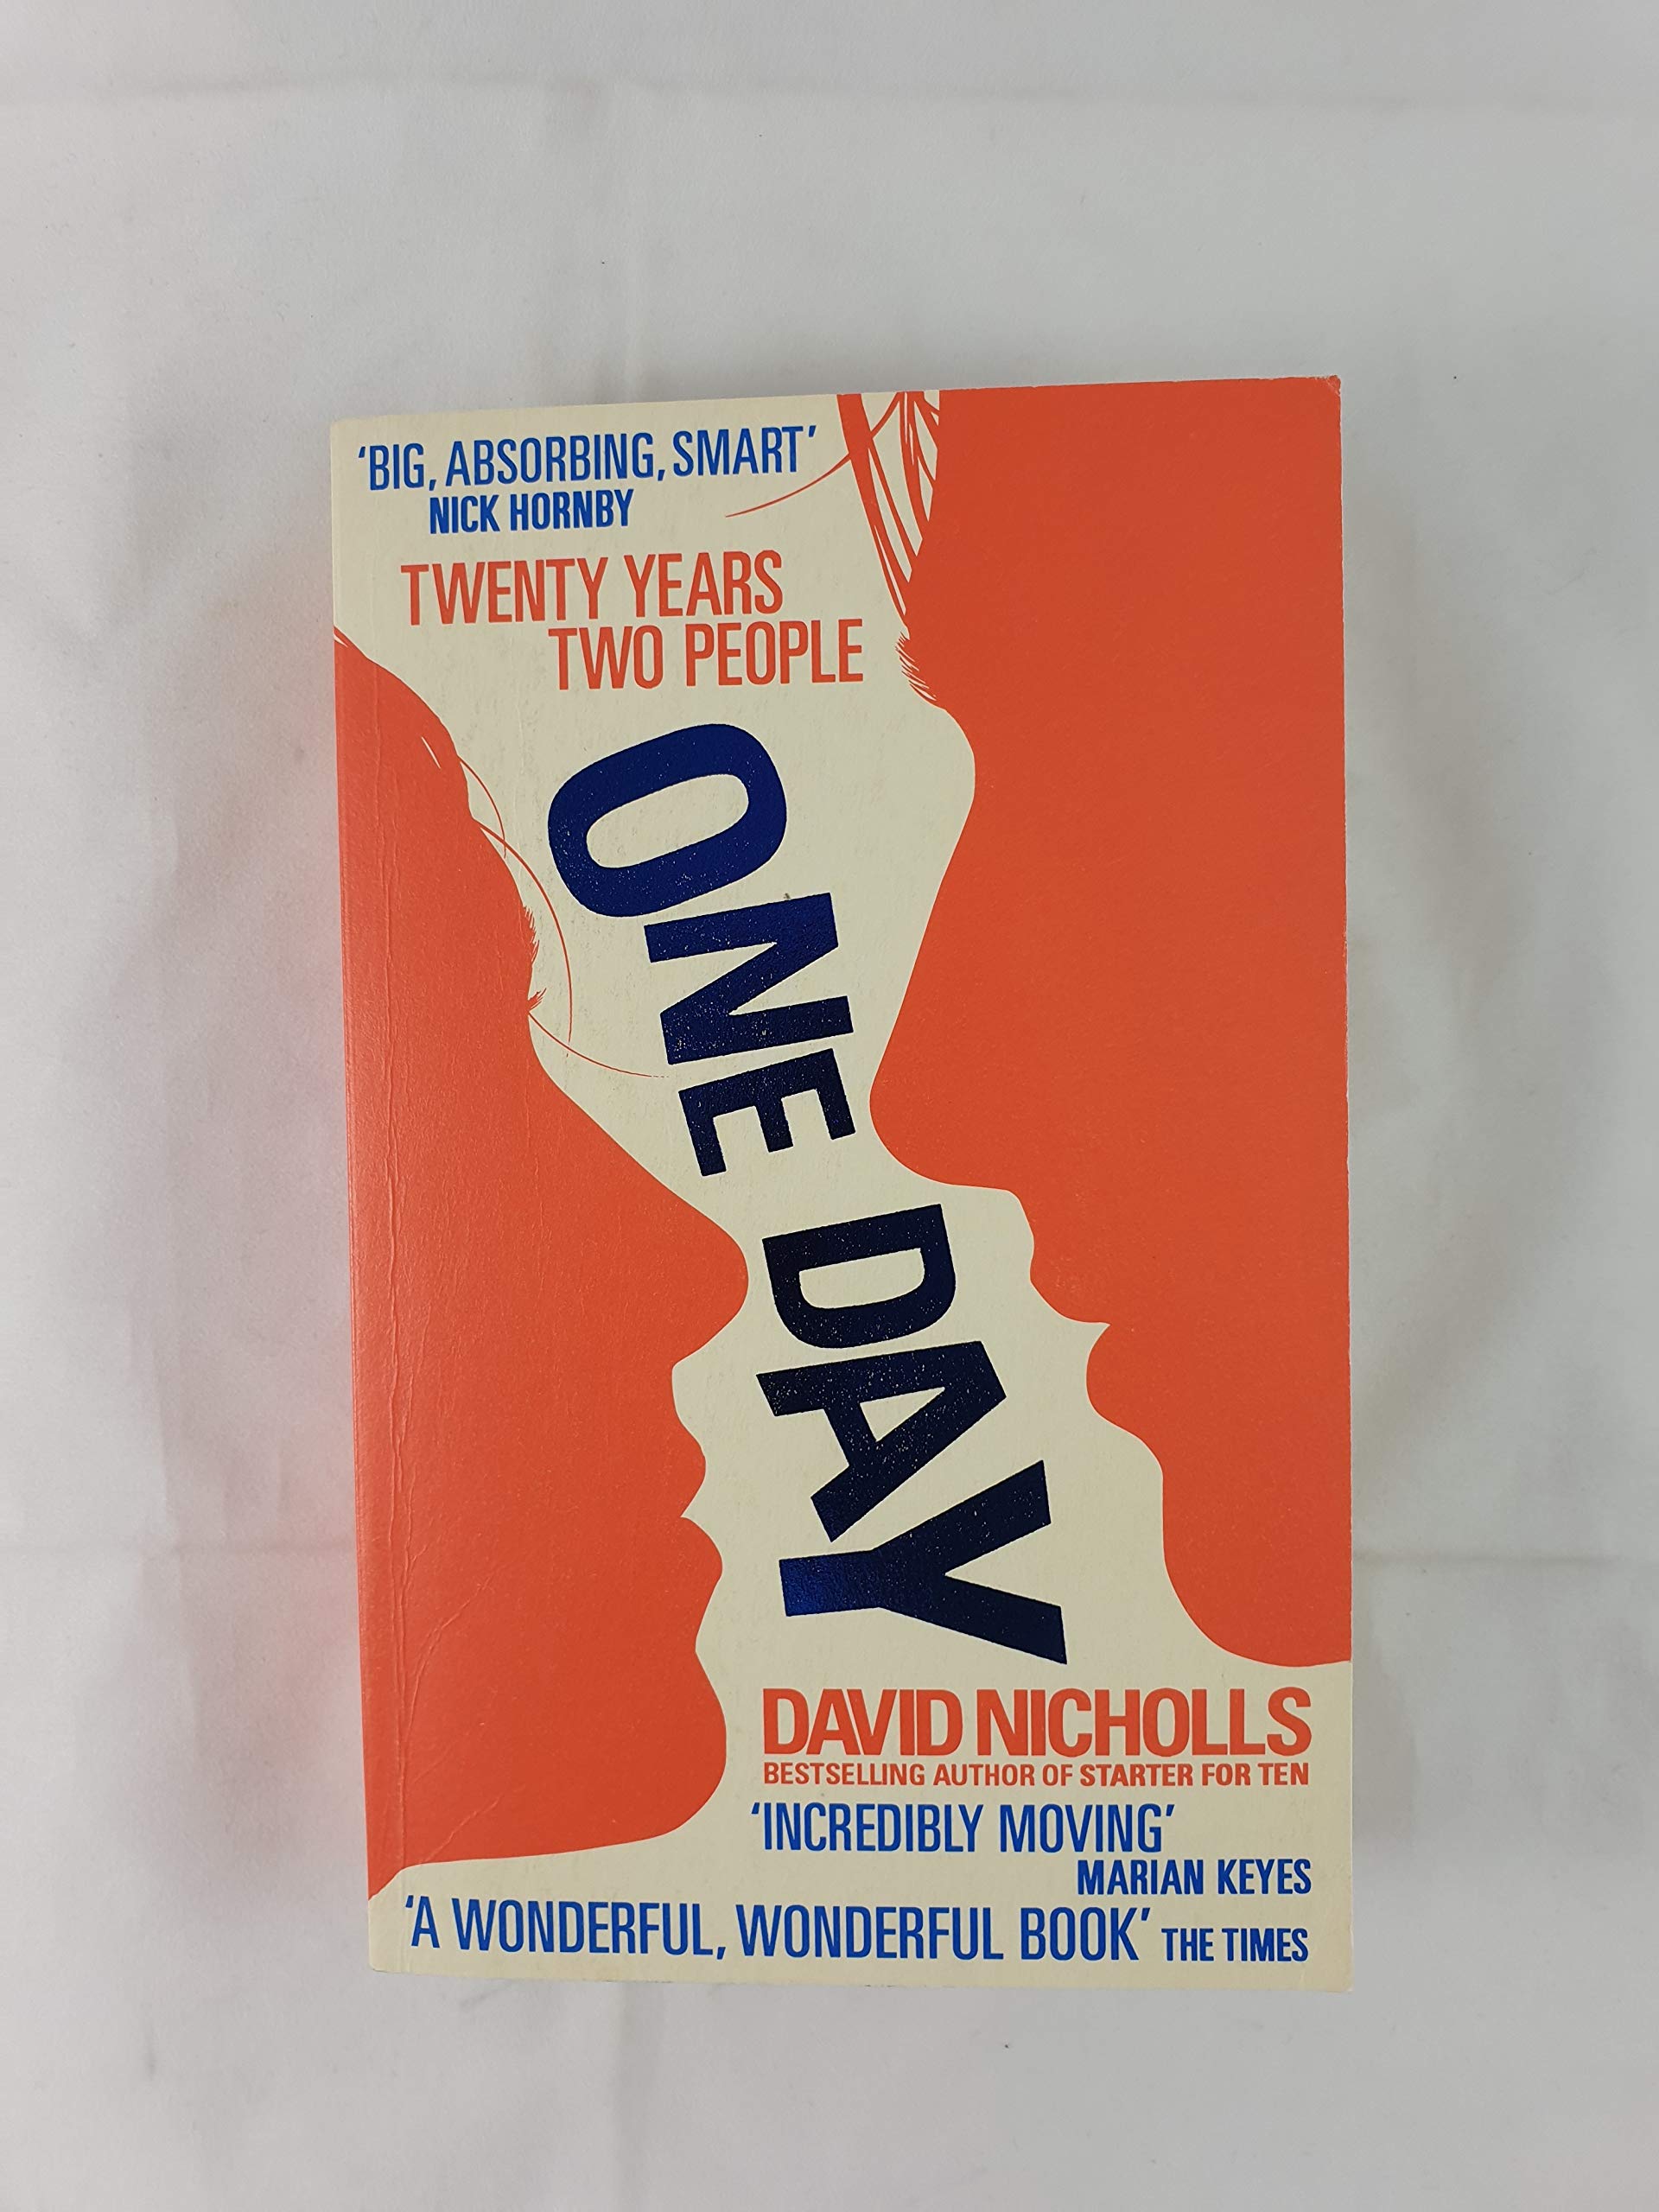 ‘BIG, ABSORBING, SMART’
NICK HORNBY
TWENTY YEARS
TWO PEOPLE
ONE DAY
DAVID NICHOLLS
BESTSELLING AUTHOR OF STARTER FOR TEN
‘INCREDIBLY MOVING’
MARIAN KEYES
‘A WONDERFUL, WONDERFUL BOOK’ THE TIMES